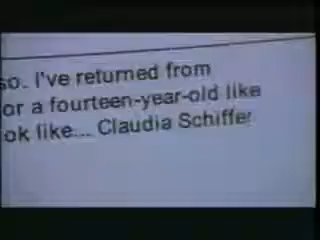 so. I've returned from
or a fourteen-year-old like
ok like... Claudia Schiffer